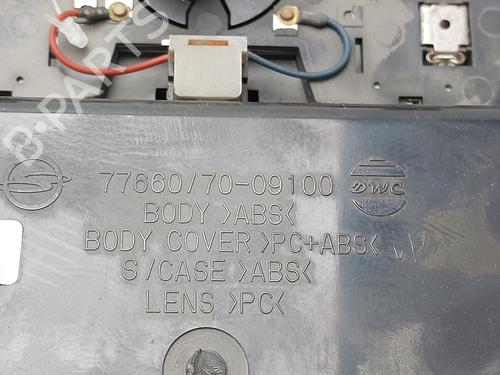 77660/70-09100
DWC
BODY >ABS<
BODY COVER >PC+ABS<
S/CASE >ABS<
LENS >PC<
B-PARTS